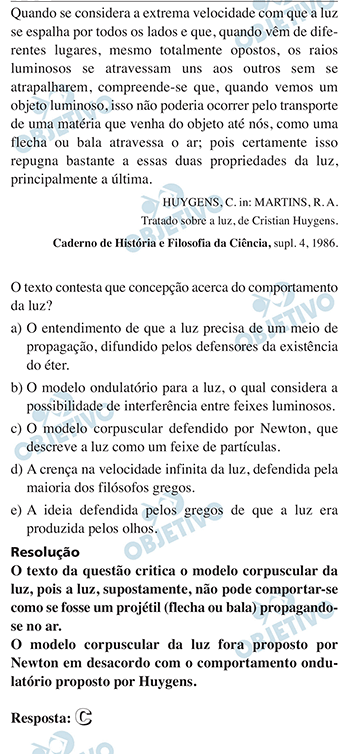 Quando se considera a extrema velocidade com que a luz
se espalha por todos os lados e que, quando vêm de dife-
rentes lugares, mesmo totalmente opostos, os raios
luminosos se atravessam uns aos outros sem se
atrapalharem, compreende-se que, quando vemos um
objeto luminoso, isso não poderia ocorrer pelo transporte
de uma matéria que venha do objeto até nós, como uma
flecha ou bala atravessa o ar; pois certamente isso
repugna bastante a essas duas propriedades da luz,
principalmente a última.
HUYGENS, C. in: MARTINS, R. A.
Tratado sobre a luz, de Cristian Huygens.
Caderno de História e Filosofia da Ciência, supl. 4, 1986.
O texto contesta que concepção acerca do comportamento
da luz?
a) O entendimento de que a luz precisa de um meio de
propagação, difundido pelos defensores da existência
do éter.
b) O modelo ondulatório para a luz, o qual considera a
possibilidade de interferência entre feixes luminosos.
c) O modelo corpuscular defendido por Newton, que
descreve a luz como um feixe de partículas.
d) A crença na velocidade infinita da luz, defendida pela
maioria dos filósofos gregos.
e) A ideia defendida pelos gregos de que a luz era
produzida pelos olhos.
Resolução
O texto da questão critica o modelo corpuscular da
luz, pois a luz, supostamente, não pode comportar-se
como se fosse um projétil (flecha ou bala) propagando-
se no ar.
O modelo corpuscular da luz fora proposto por
Newton em desacordo com o comportamento ondu-
latório proposto por Huygens.
Resposta: C
OBJETIVO
OBJETIVO
OBJETIVO
OBJETIVO
OBJETIVO
OBJETIVO
OBJETIVO